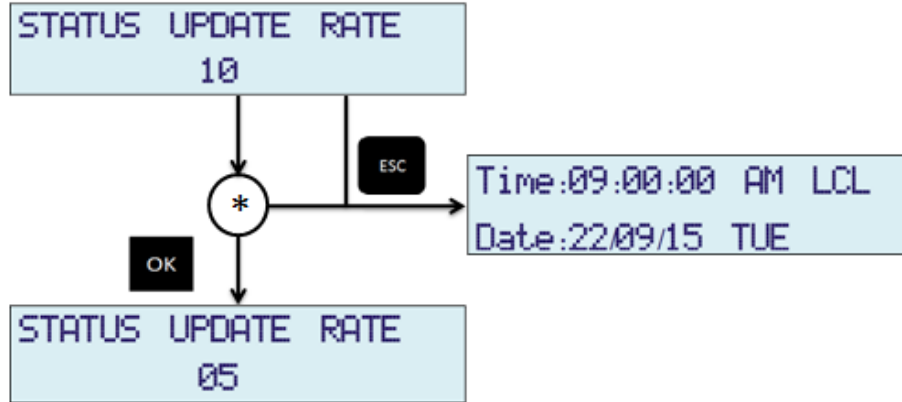 STATUS UPDATE RATE
10
ESC
Time:09:00:00 AM LCL
*
Date:22/09/15 TUE
OK
STATUS UPDATE RATE
05